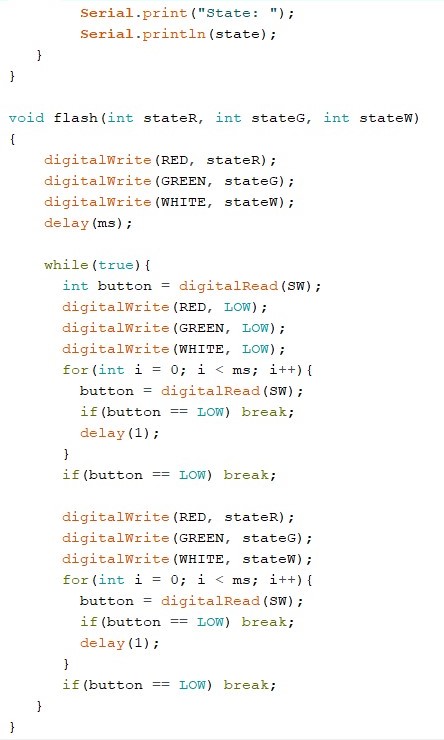 Serial.print("State: ");
Serial.println(state);
}
}
void flash(int stateR, int stateG, int stateW)
{
digitalWrite(RED, stateR);
digitalWrite(GREEN, stateG);
digitalWrite(WHITE, stateW);
delay(ms);
while(true){
int button = digitalRead(SW);
digitalWrite(RED, LOW);
digitalWrite(GREEN, LOW);
digitalWrite(WHITE, LOW);
for(int i = 0; i < ms; i++){
button = digitalRead(SW);
if(button == LOW) break;
delay(1);
}
if(button == LOW) break;
digitalWrite(RED, stateR);
digitalWrite(GREEN, stateG);
digitalWrite(WHITE, stateW);
for(int i = 0; i < ms; i++){
button = digitalRead(SW);
if(button == LOW) break;
delay(1);
}
if(button == LOW) break;
}
}